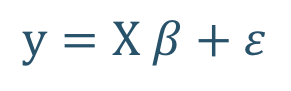 y = X β + ε